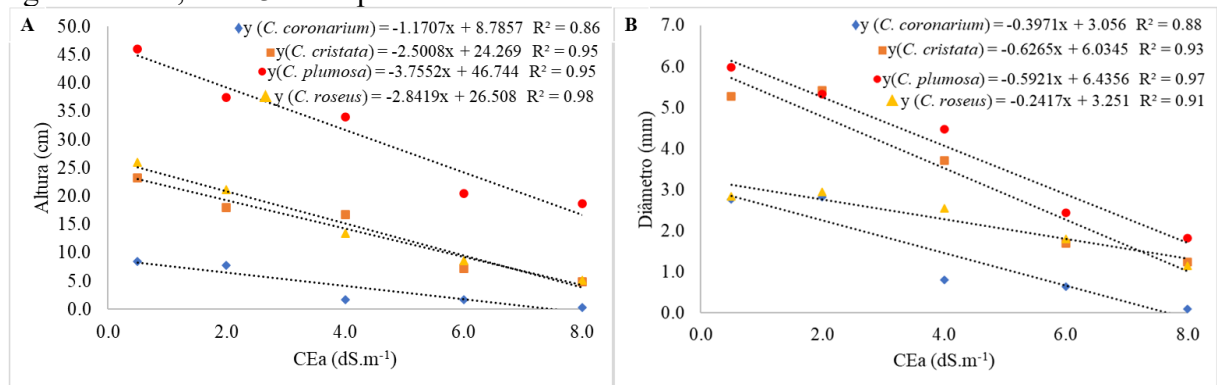 A
y (C. coronarium) = -1.1707x + 8.7857 R² = 0.86
y(C. cristata) = -2.5008x + 24.269 R² = 0.95
y(C. plumosa) = -3.7552x + 46.744 R² = 0.95
y (C. roseus) = -2.8419x + 26.508 R² = 0.98
50.0
45.0
40.0
35.0
30.0
25.0
20.0
15.0
10.0
5.0
0.0
Altura (cm)
0.0 2.0 4.0 6.0 8.0
CEa (dS.m⁻¹)
B
y (C. coronarium) = -0.3971x + 3.056 R² = 0.88
y(C. cristata) = -0.6265x + 6.0345 R² = 0.93
y(C. plumosa) = -0.5921x + 6.4356 R² = 0.97
y (C. roseus) = -0.2417x + 3.251 R² = 0.91
7.0
6.0
5.0
4.0
3.0
2.0
1.0
0.0
Diâmetro (mm)
0.0 2.0 4.0 6.0 8.0
CEa (dS.m⁻¹)